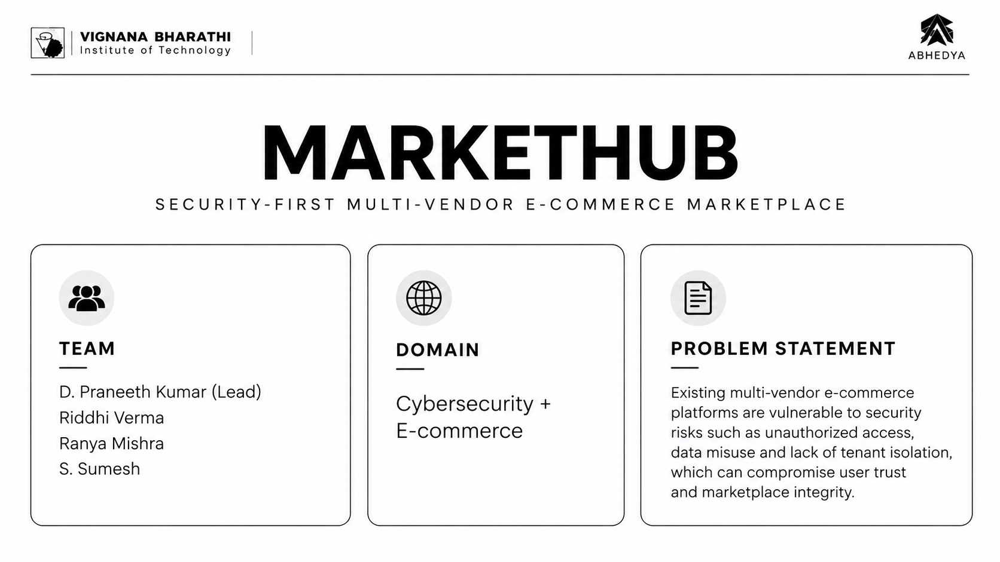 VIGNANA BHARATHI
Institute of Technology
ABHEDYA
MARKETHUB
SECURITY-FIRST MULTI-VENDOR E-COMMERCE MARKETPLACE
TEAM
D. Praneeth Kumar (Lead)
Riddhi Verma
Ranya Mishra
S. Sumesh
DOMAIN
Cybersecurity +
E-commerce
PROBLEM STATEMENT
Existing multi-vendor e-commerce
platforms are vulnerable to security
risks such as unauthorized access,
data misuse and lack of tenant isolation,
which can compromise user trust
and marketplace integrity.